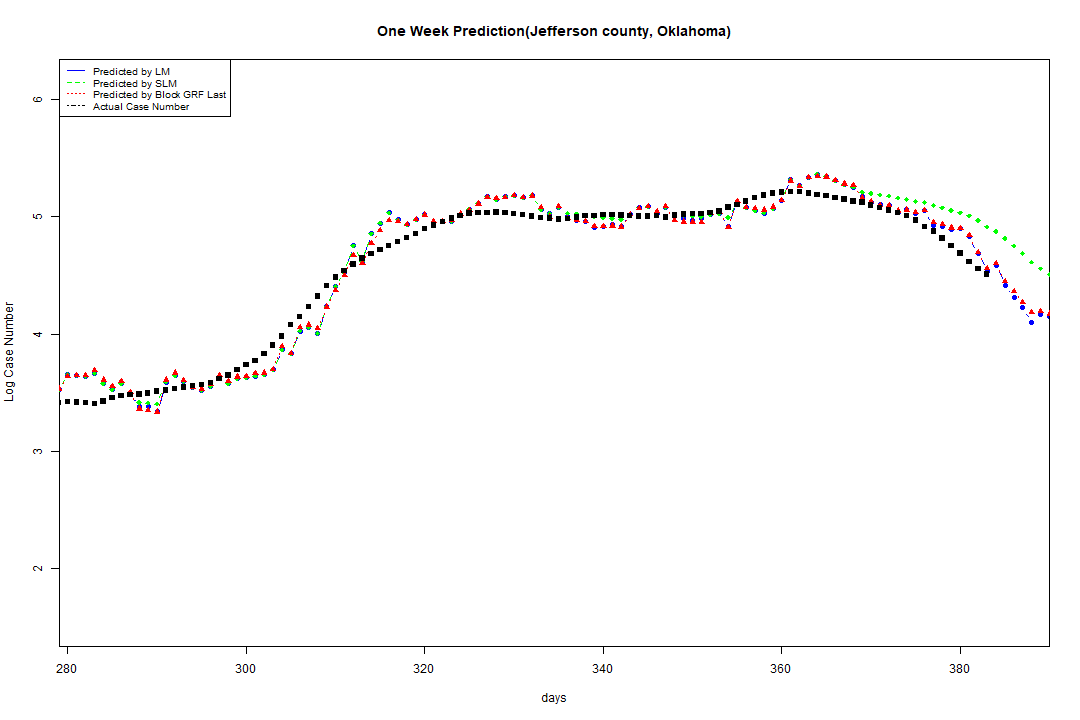 One Week Prediction(Jefferson county, Oklahoma)
Predicted by LM
Predicted by SLM
Predicted by Block GRF Last
Actual Case Number
Log Case Number
6
5
4
3
2
280 300 320 340 360 380
days